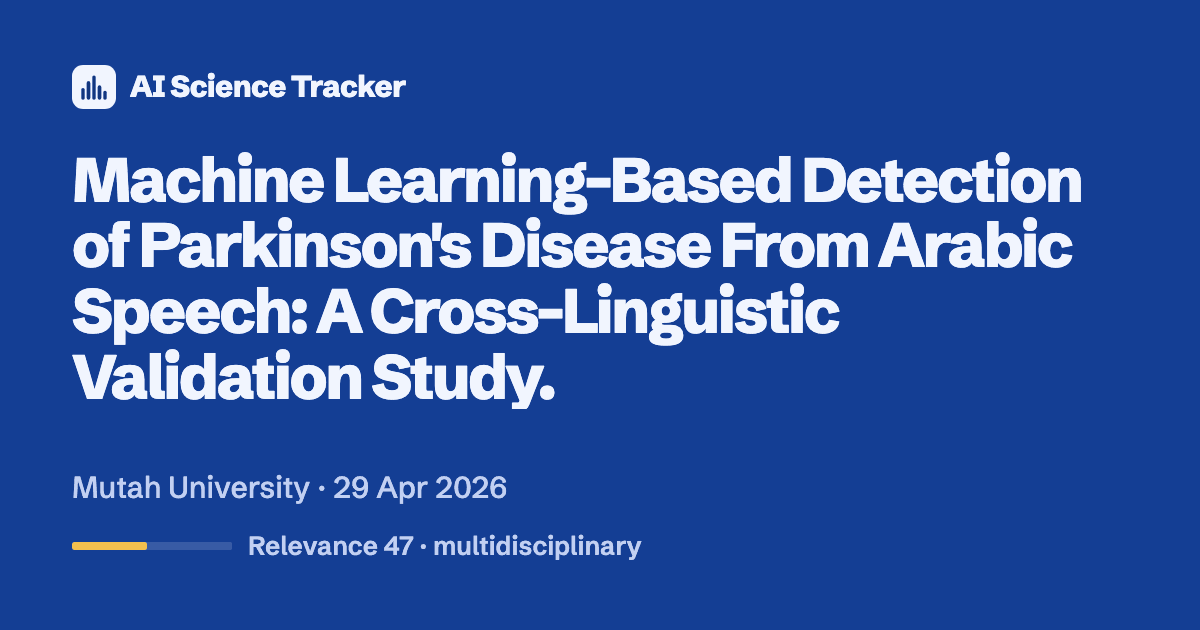 AI Science Tracker
Machine Learning-Based Detection
of Parkinson's Disease From Arabic
Speech: A Cross-Linguistic
Validation Study.
Mutah University · 29 Apr 2026
Relevance 47 · multidisciplinary